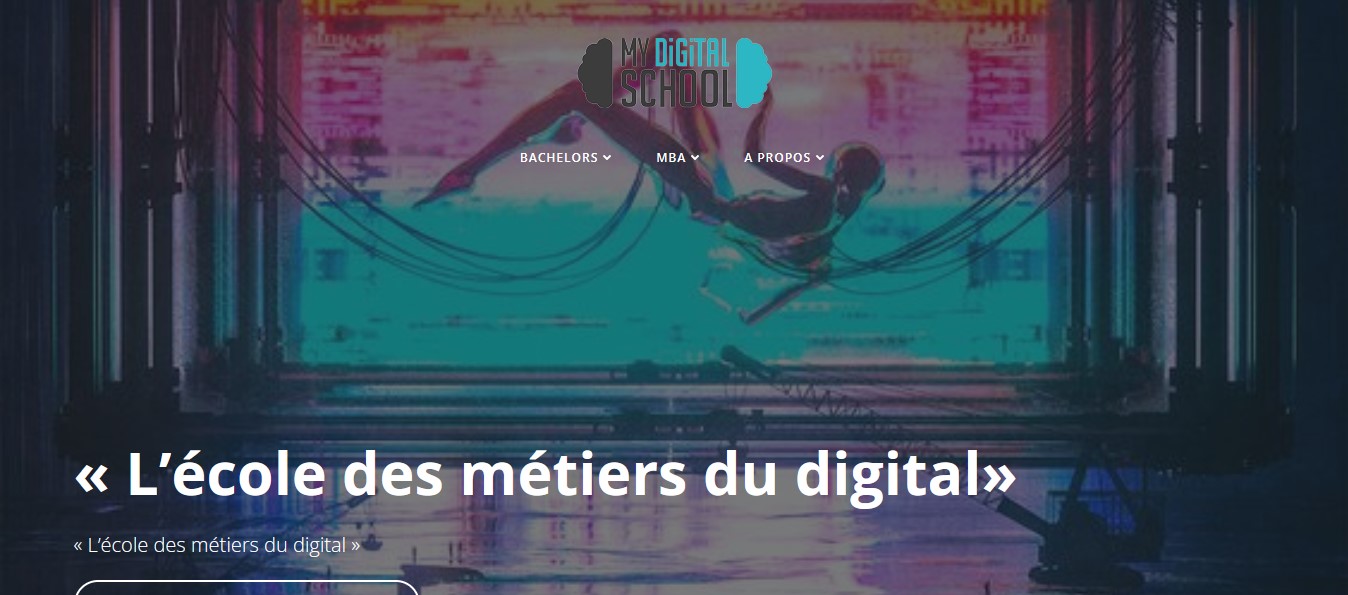 MY DiGiTAL
SCHOOL
BACHELORS
MBA
A PROPOS
« L’école des métiers du digital»
« L’école des métiers du digital »